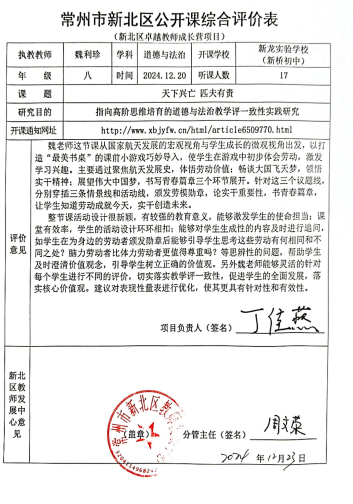 常州市新北区公开课综合评价表
（新北区卓越教师成长营项目）
执教教师 魏利珍 学科 道德与法治 开课学校 新龙实验学校（新桥初中）
年 级 八 时间 2024.12.20 听课人数 17
课 题 天下兴亡 匹夫有责
研究目的 指向高阶思维培育的道德与法治教学评一致性实践研究
开课通知网址 http://www.xbjyfw.cn/html/article6509770.html
评价意见
魏老师这节课从国家航天发展的宏观视角与学生成长的微观视角出发，以打
造“最美书桌”的课前小游戏巧妙导入，使学生在游戏中初步体会劳动，激发
学习兴趣。主要通过聚焦航天发展史，体悟劳动价值；畅谈大国飞天梦，领悟
实干精神；展望伟大中国梦，书写青春篇章三个环节展开。针对这三个议题线，
分别穿插三条情景线和活动线，颁发劳模勋章，论实干重要性，书青春篇章，
让学生知道劳动成就今天，实干创造未来。
整节课活动设计很新颖，有较强的教育意义，能够激发学生的使命担当；课
堂有效率，学生的活动设计环环相扣；能够对学生生成性的内容及时进行追问，
如学生在为身边的劳动者颁发勋章后能够引导学生思考这些劳动有何相同和不
同之处？脑力劳动者比体力劳动者更值得尊重吗？等思辨性的问题，帮助学生
及时澄清价值观念，引导学生树立正确的价值观。另外魏老师能够灵活的针对
每个学生进行不同的评价，切实落实教学评一致性，促进学生的全面发展，落
实核心价值观。建议对表现性量表进行优化，使其更具有针对性和有效性。
项目负责人（签名） 丁佳燕
新北区教师发展中心意见
（盖章） 分管主任（签名） 周文荣
2024 年 12 月 23 日